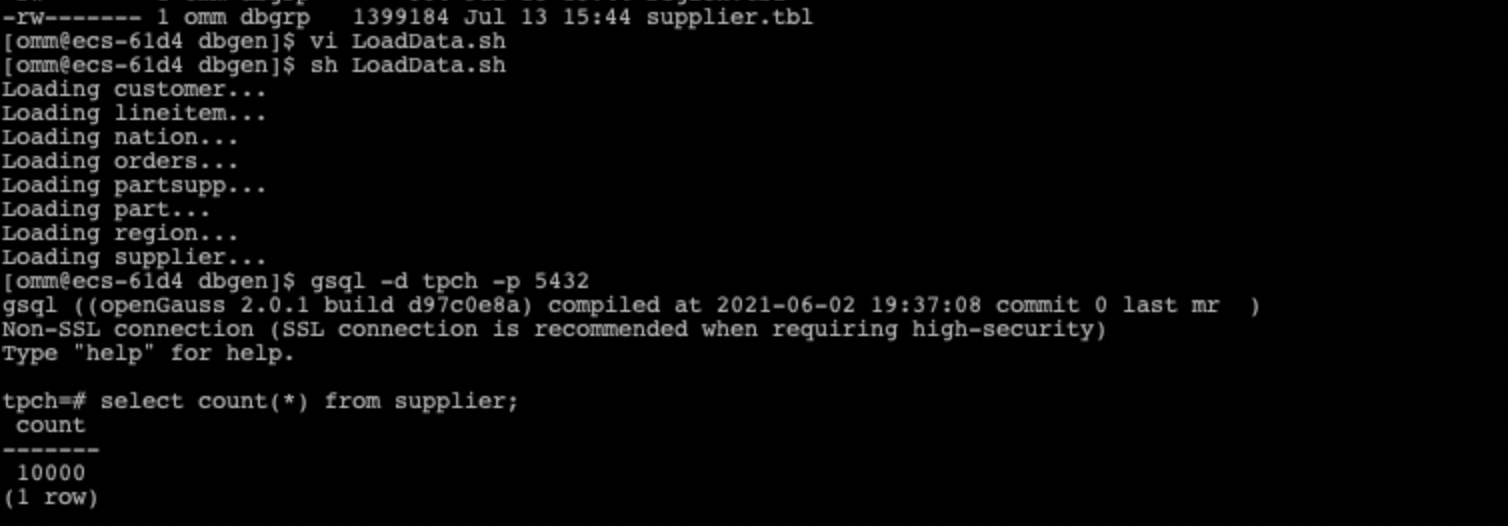 -rw------- 1 omm dbgrp   1399184 Jul 13 15:44 supplier.tbl
[omm@ecs-61d4 dbgen]$ vi LoadData.sh
[omm@ecs-61d4 dbgen]$ sh LoadData.sh
Loading customer...
Loading lineitem...
Loading nation...
Loading orders...
Loading partsupp...
Loading part...
Loading region...
Loading supplier...
[omm@ecs-61d4 dbgen]$ gsql -d tpch -p 5432
gsql ((openGauss 2.0.1 build d97c0e8a) compiled at 2021-06-02 19:37:08 commit 0 last mr  )
Non-SSL connection (SSL connection is recommended when requiring high-security)
Type "help" for help.
tpch=# select count(*) from supplier;
 count
-------
 10000
(1 row)